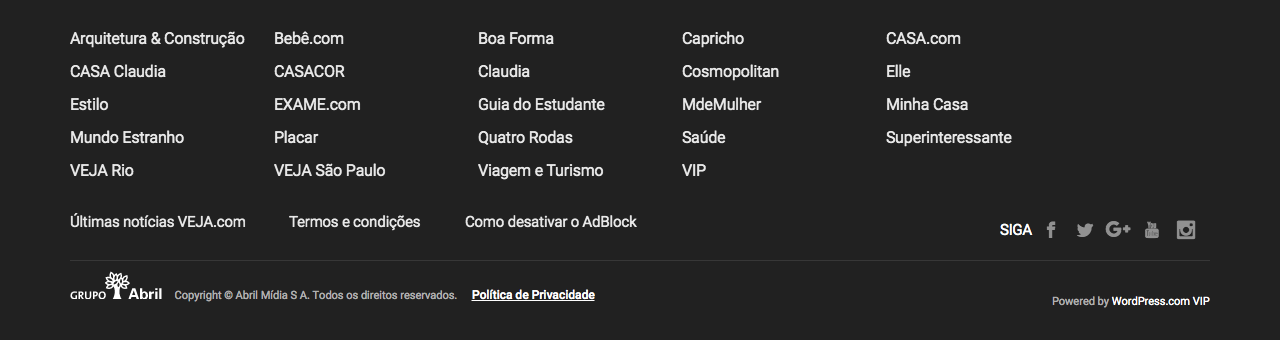 Arquitetura & Construção Bebê.com Boa Forma Capricho CASA.com
CASA Claudia CASACOR Claudia Cosmopolitan Elle
Estilo EXAME.com Guia do Estudante MdeMulher Minha Casa
Mundo Estranho Placar Quatro Rodas Saúde Superinteressante
VEJA Rio VEJA São Paulo Viagem e Turismo VIP
Últimas notícias VEJA.com Termos e condições Como desativar o AdBlock
SIGA
GRUPO Abril Copyright © Abril Mídia S A. Todos os direitos reservados. Política de Privacidade
Powered by WordPress.com VIP